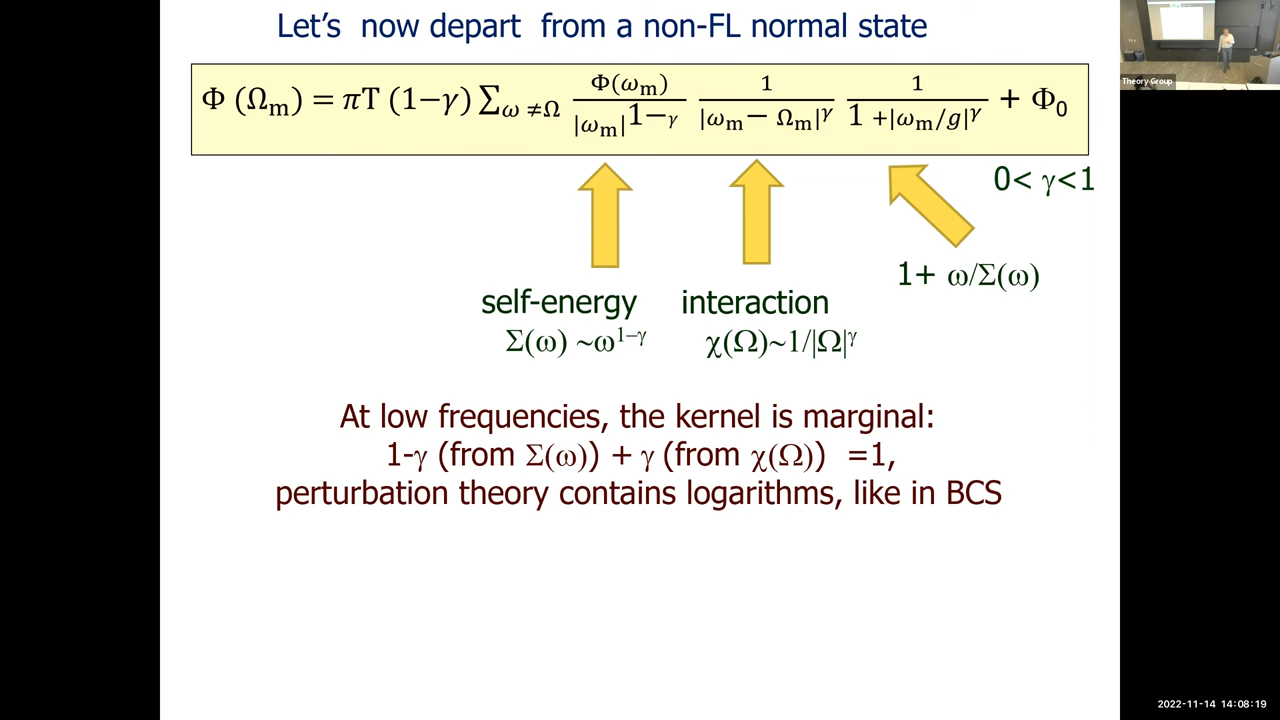 Let's now depart from a non-FL normal state
Φ (Ωm) = πT (1−γ) ∑ω ≠Ω Φ(ωm)/|ωm|1−γ 1/|ωm− Ωm|γ 1/1 +|ωm/g|γ + Φ0
0< γ<1
1+ ω/Σ(ω)
self-energy interaction
Σ(ω) ~ω1−γ χ(Ω)~1/|Ω|γ
At low frequencies, the kernel is marginal:
1-γ (from Σ(ω)) + γ (from χ(Ω)) =1,
perturbation theory contains logarithms, like in BCS
Theory Group
2022-11-14 14:08:19